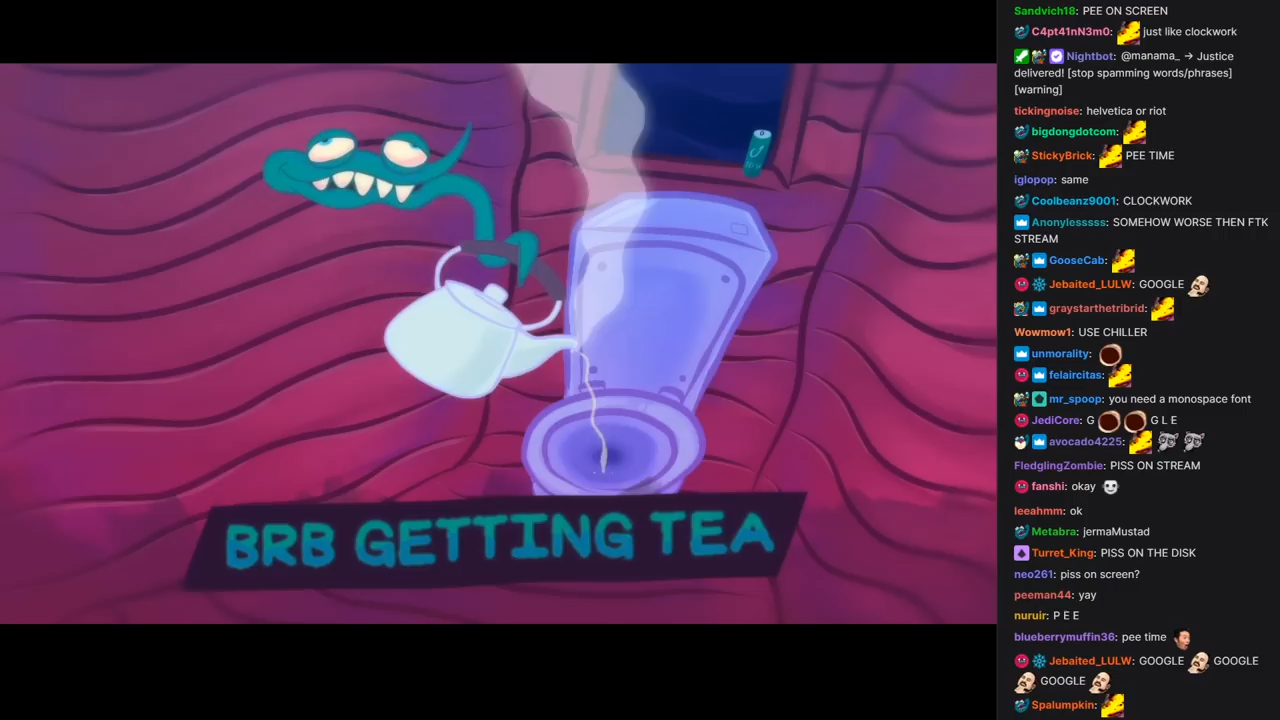 BRB GETTING TEA
Sandvich18: PEE ON SCREEN
C4pt41nN3m0: just like clockwork
Nightbot: @manama_ → Justice
delivered! [stop spamming words/phrases]
[warning]
tickingnoise: helvetica or riot
bigdongdotcom:
StickyBrick: PEE TIME
iglopop: same
Coolbeanz9001: CLOCKWORK
Anonylesssss: SOMEHOW WORSE THEN FTK
STREAM
GooseCab:
Jebaited_LULW: GOOGLE
graystarthetribrid:
Wowmow1: USE CHILLER
unmorality:
felaircitas:
mr_spoop: you need a monospace font
JediCore: G G L E
avocado4225:
FledglingZombie: PISS ON STREAM
fanshi: okay
leeahmm: ok
Metabra: jermaMustad
Turret_King: PISS ON THE DISK
neo261: piss on screen?
peeman44: yay
nuruir: P E E
blueberrymuffin36: pee time
Jebaited_LULW: GOOGLE GOOGLE
GOOGLE
Spalumpkin: